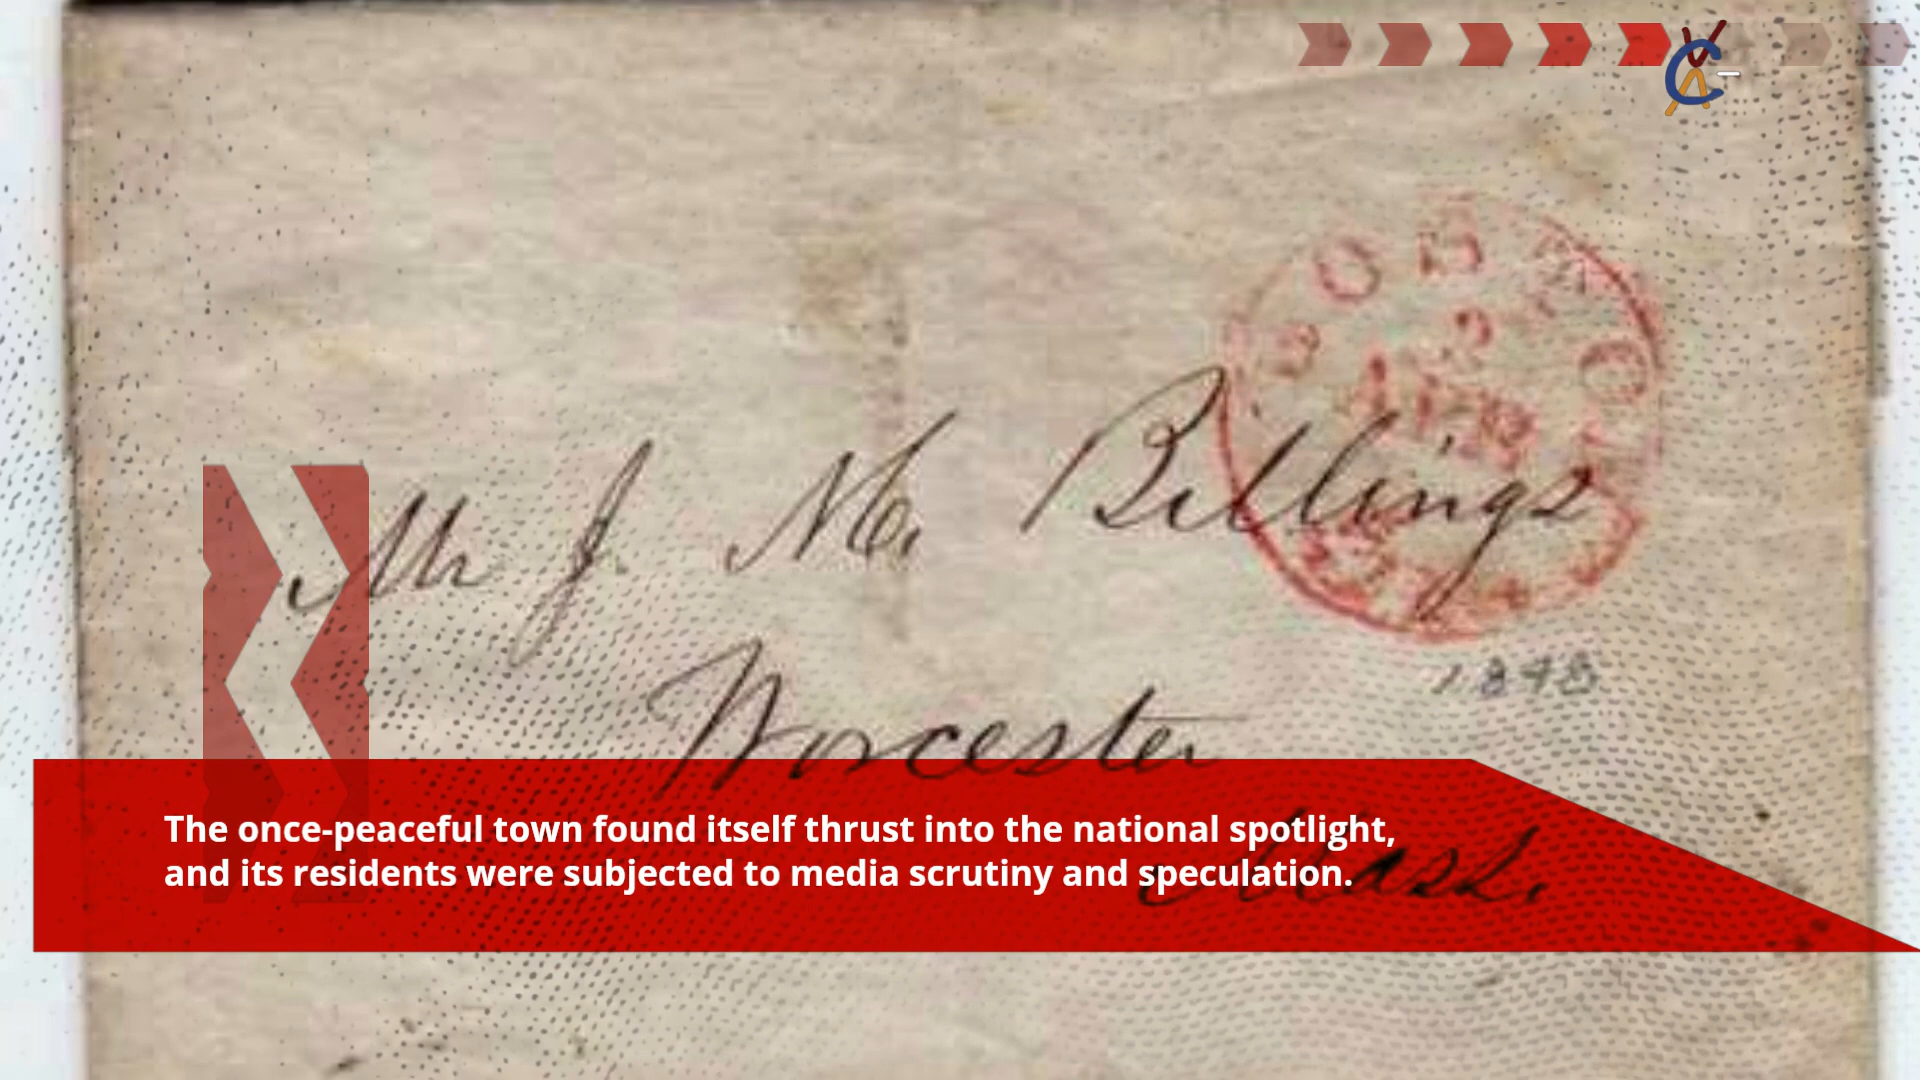 Mr J. M. Billings
1848
Worcester
Mass.
The once-peaceful town found itself thrust into the national spotlight,
and its residents were subjected to media scrutiny and speculation.